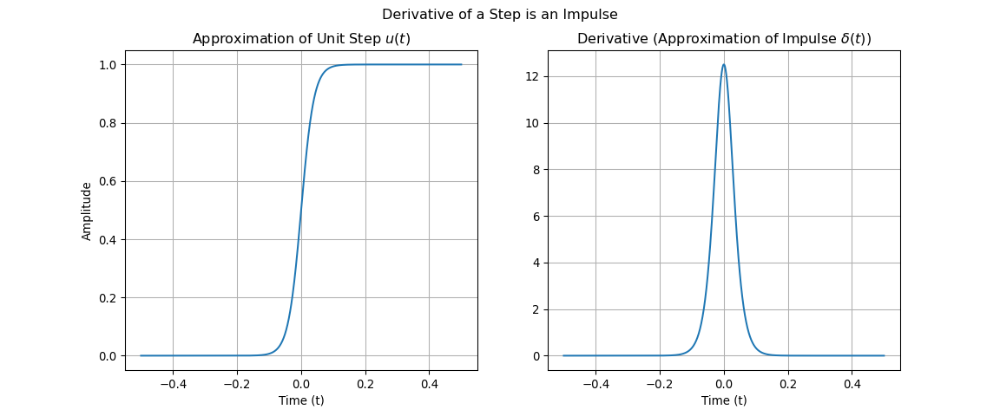 Derivative of a Step is an Impulse
Approximation of Unit Step u(t)
Amplitude
1.0
0.8
0.6
0.4
0.2
0.0
−0.4 −0.2 0.0 0.2 0.4
Time (t)
Derivative (Approximation of Impulse δ(t))
12
10
8
6
4
2
0
−0.4 −0.2 0.0 0.2 0.4
Time (t)